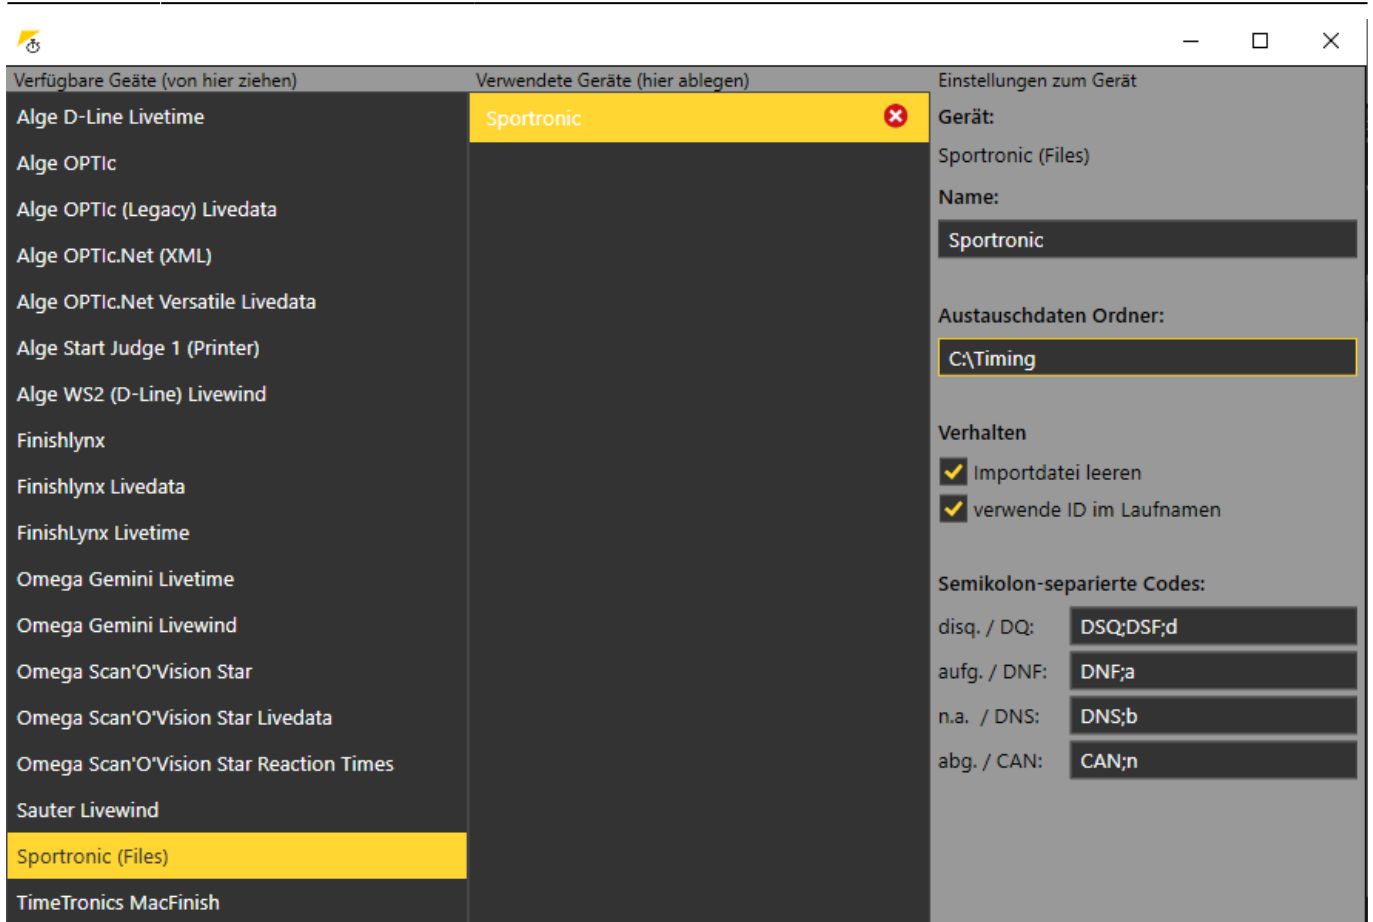 Verfügbare Geäte (von hier ziehen)
Alge D-Line Livetime
Alge OPTIc
Alge OPTIc (Legacy) Livedata
Alge OPTIc.Net (XML)
Alge OPTIc.Net Versatile Livedata
Alge Start Judge 1 (Printer)
Alge WS2 (D-Line) Livewind
Finishlynx
Finishlynx Livedata
FinishLynx Livetime
Omega Gemini Livetime
Omega Gemini Livewind
Omega Scan'O'Vision Star
Omega Scan'O'Vision Star Livedata
Omega Scan'O'Vision Star Reaction Times
Sauter Livewind
Sportronic (Files)
TimeTronics MacFinish
Verwendete Geräte (hier ablegen)
Sportronic
Einstellungen zum Gerät
Gerät:
Sportronic (Files)
Name:
Sportronic
Austauschdaten Ordner:
C:\Timing
Verhalten
Importdatei leeren
verwende ID im Laufnamen
Semikolon-separierte Codes:
disq. / DQ: DSQ;DSF;d
aufg. / DNF: DNF;a
n.a. / DNS: DNS;b
abg. / CAN: CAN;n